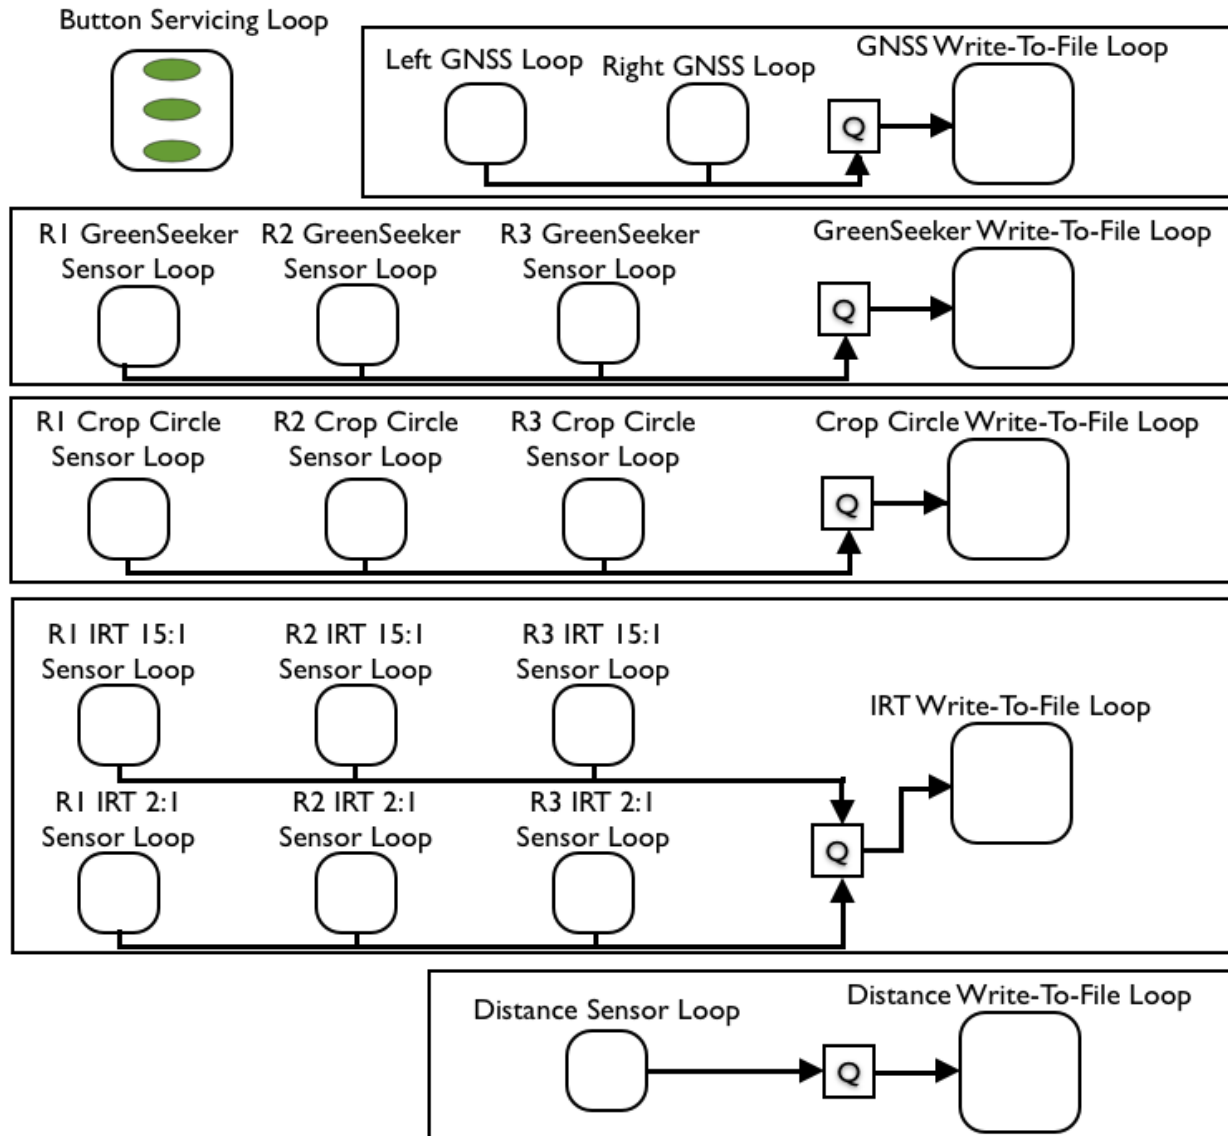 Button Servicing Loop
Left GNSS Loop
Right GNSS Loop
GNSS Write-To-File Loop
Q
R1 GreenSeeker
Sensor Loop
R2 GreenSeeker
Sensor Loop
R3 GreenSeeker
Sensor Loop
GreenSeeker Write-To-File Loop
Q
R1 Crop Circle
Sensor Loop
R2 Crop Circle
Sensor Loop
R3 Crop Circle
Sensor Loop
Crop Circle Write-To-File Loop
Q
R1 IRT 15:1
Sensor Loop
R2 IRT 15:1
Sensor Loop
R3 IRT 15:1
Sensor Loop
IRT Write-To-File Loop
R1 IRT 2:1
Sensor Loop
R2 IRT 2:1
Sensor Loop
R3 IRT 2:1
Sensor Loop
Q
Distance Sensor Loop
Distance Write-To-File Loop
Q